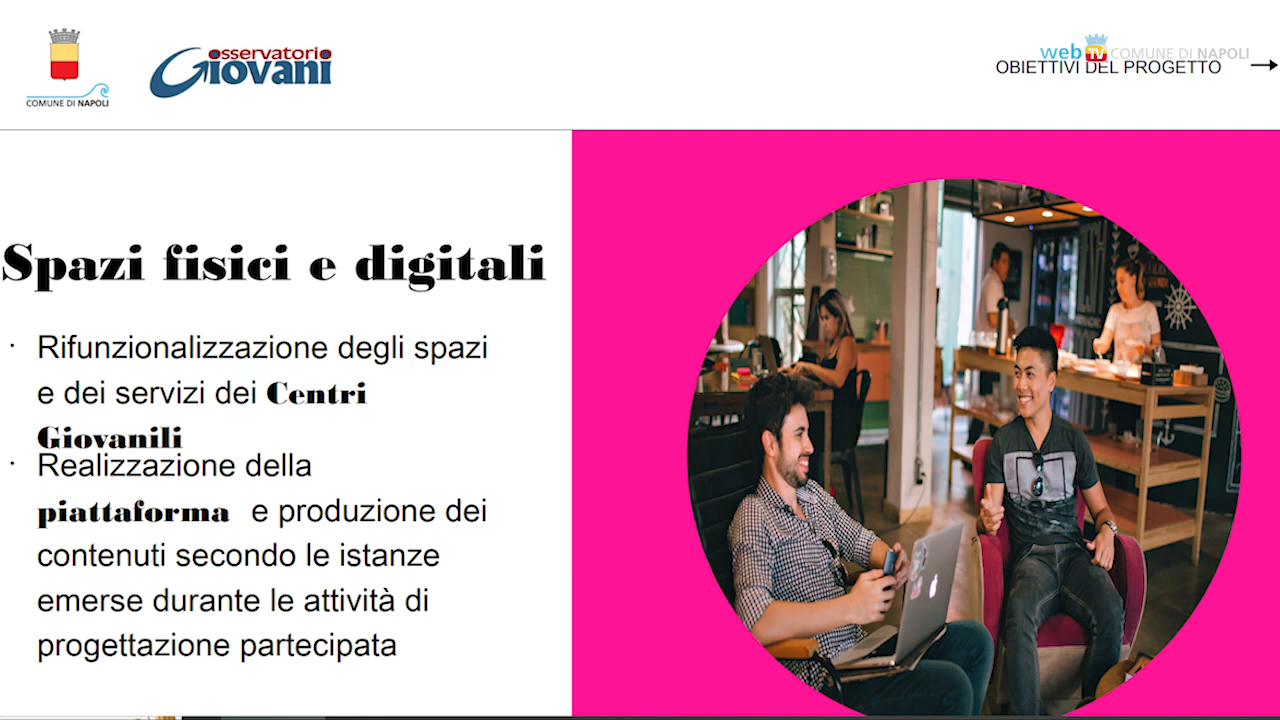 COMUNE DI NAPOLI
Osservatorio
Giovani
web TV COMUNE DI NAPOLI
OBIETTIVI DEL PROGETTO
Spazi fisici e digitali
· Rifunzionalizzazione degli spazi
e dei servizi dei Centri
Giovanili
· Realizzazione della
piattaforma e produzione dei
contenuti secondo le istanze
emerse durante le attività di
progettazione partecipata